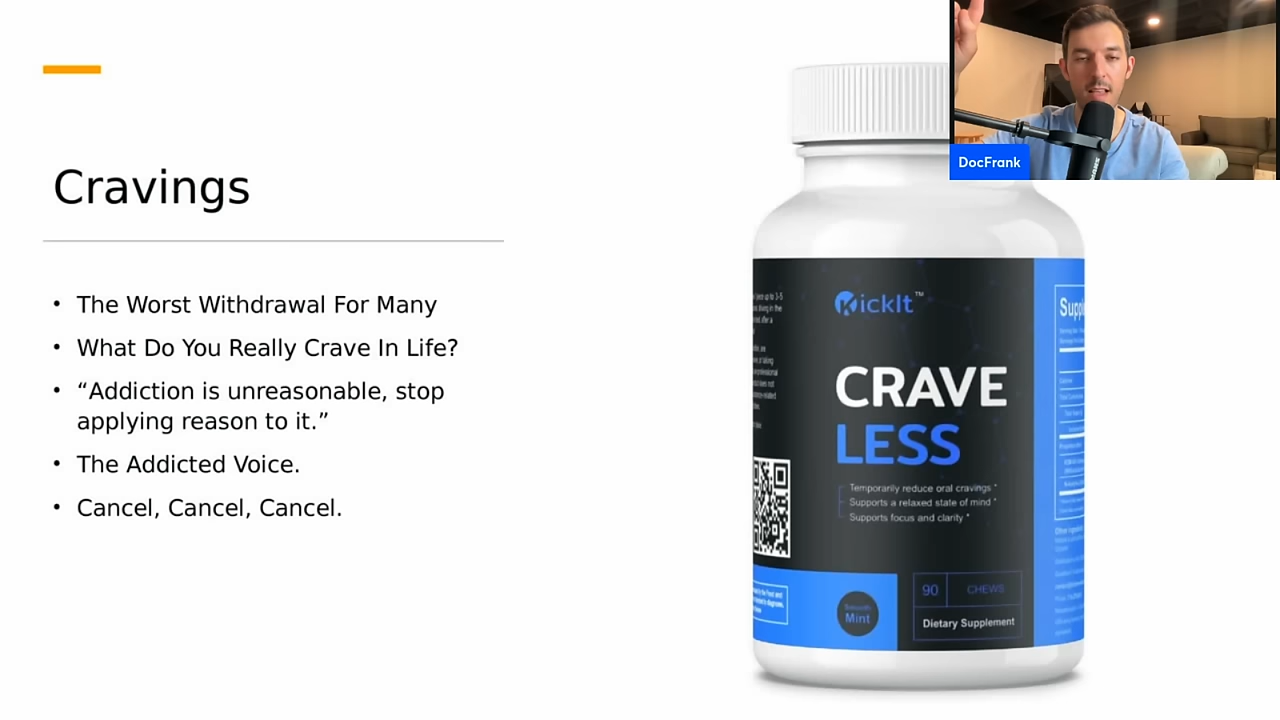 DocFrank
Cravings
• The Worst Withdrawal For Many
• What Do You Really Crave In Life?
• “Addiction is unreasonable, stop
applying reason to it.”
• The Addicted Voice.
• Cancel, Cancel, Cancel.
KickIt™
CRAVE
LESS
Temporarily reduce oral cravings *
Supports a relaxed state of mind *
Supports focus and clarity *
90 CHEWS
Dietary Supplement
Mint